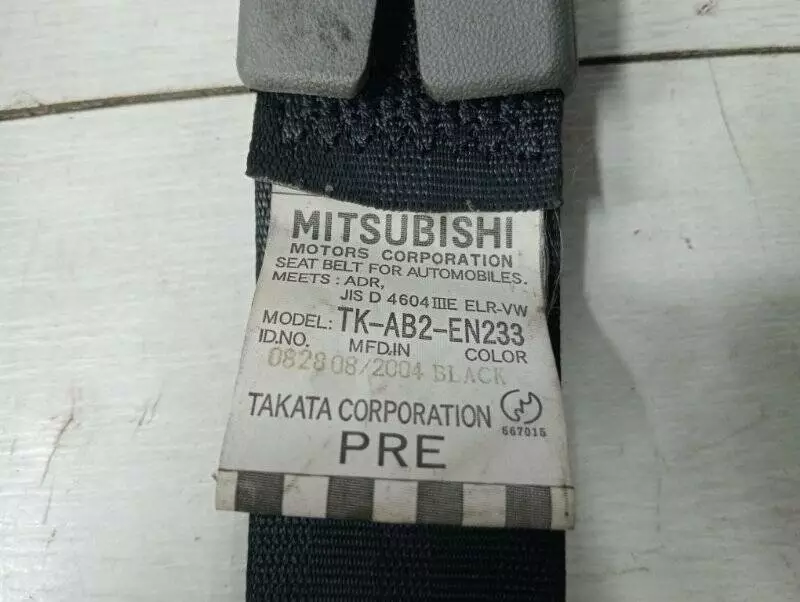 MITSUBISHI
MOTORS CORPORATION
SEAT BELT FOR AUTOMOBILES.
MEETS : ADR,
JIS D 4604 IIIE ELR-VW
MODEL: TK-AB2-EN233
ID.NO. MFD.IN COLOR
0828 08/2004 BLACK
TAKATA CORPORATION
567015
PRE